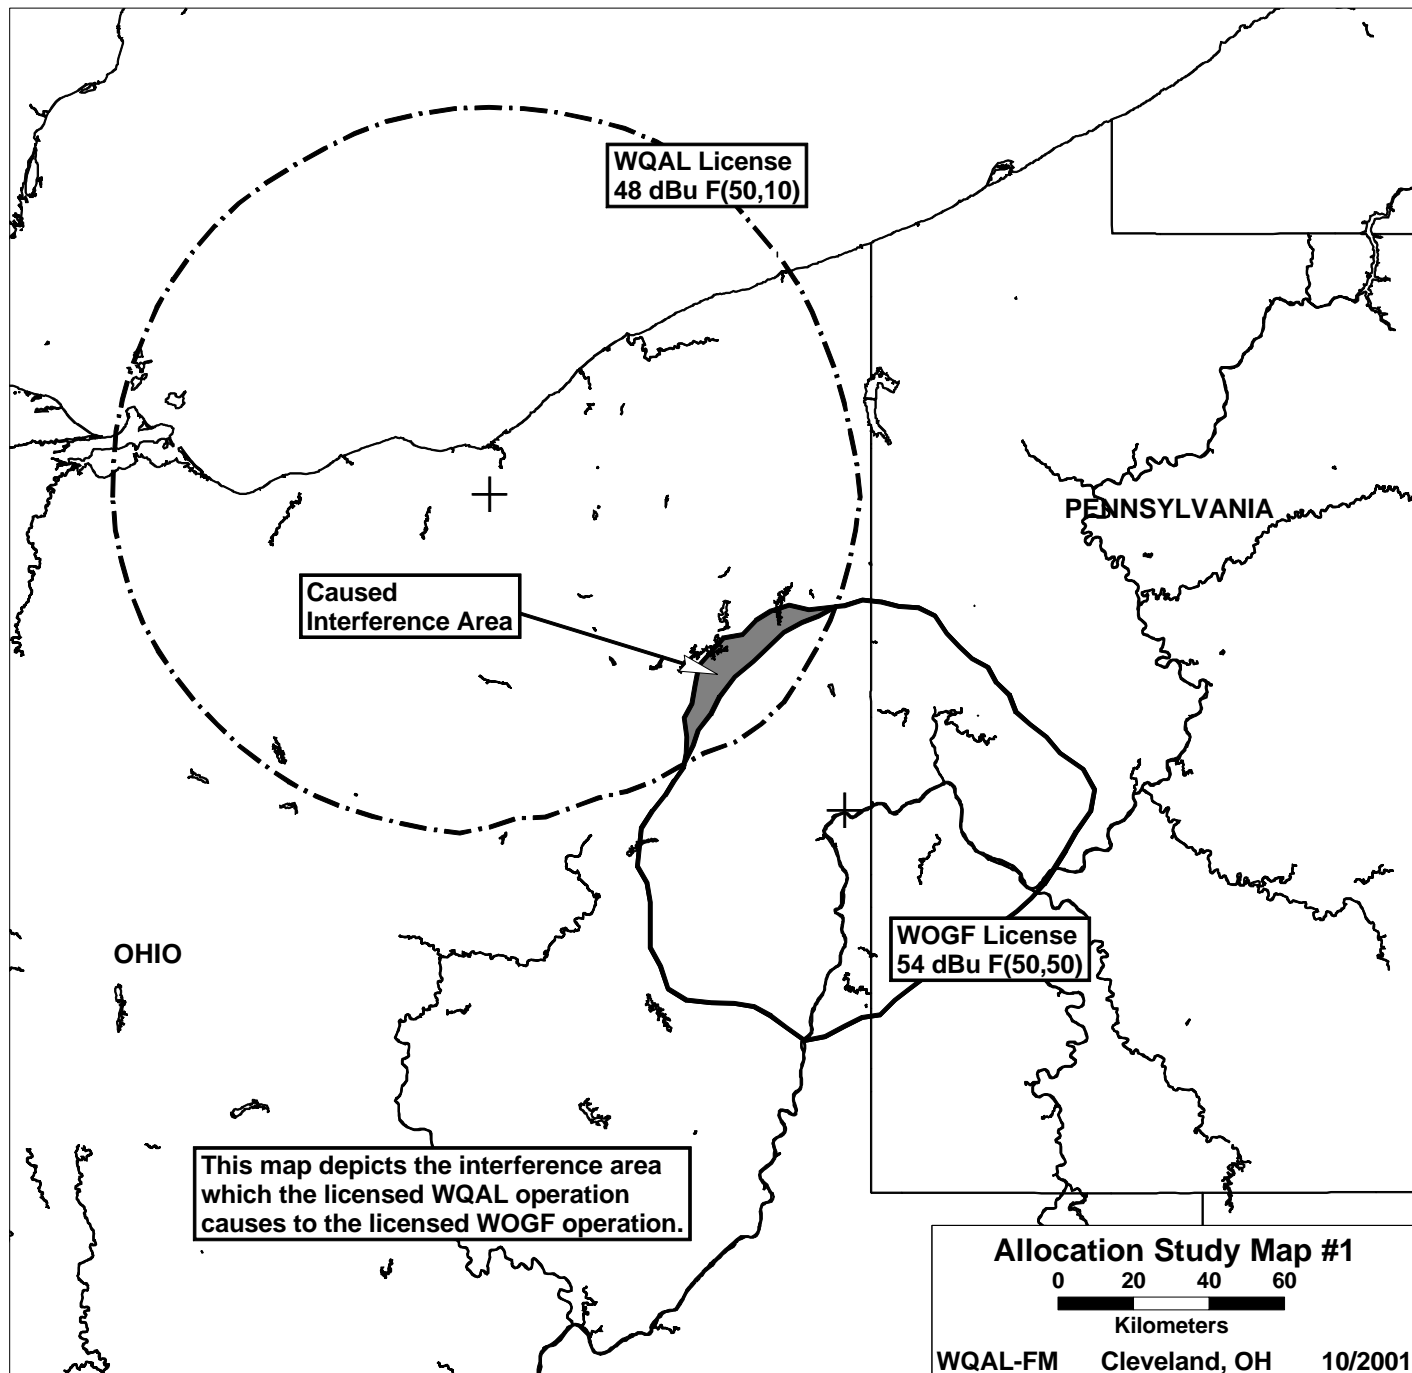 WQAL License
48 dBu F(50,10)
PENNSYLVANIA
Caused
Interference Area
WOGF License
54 dBu F(50,50)
OHIO
This map depicts the interference area
which the licensed WQAL operation
causes to the licensed WOGF operation.
Allocation Study Map #1
0 20 40 60
Kilometers
WQAL-FM Cleveland, OH 10/2001